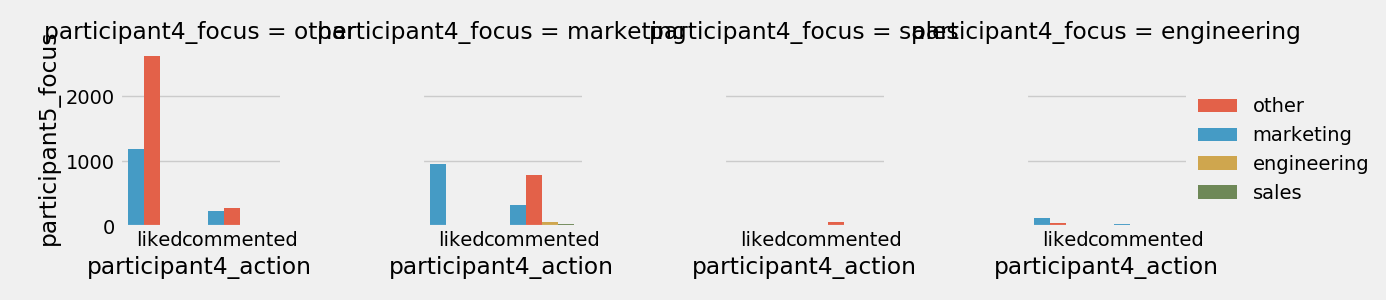 participant4_focus = other
participant4_focus = marketing
participant4_focus = sales
participant4_focus = engineering
participant5_focus
2000
1000
0
liked commented
liked commented
liked commented
liked commented
participant4_action
participant4_action
participant4_action
participant4_action
other
marketing
engineering
sales